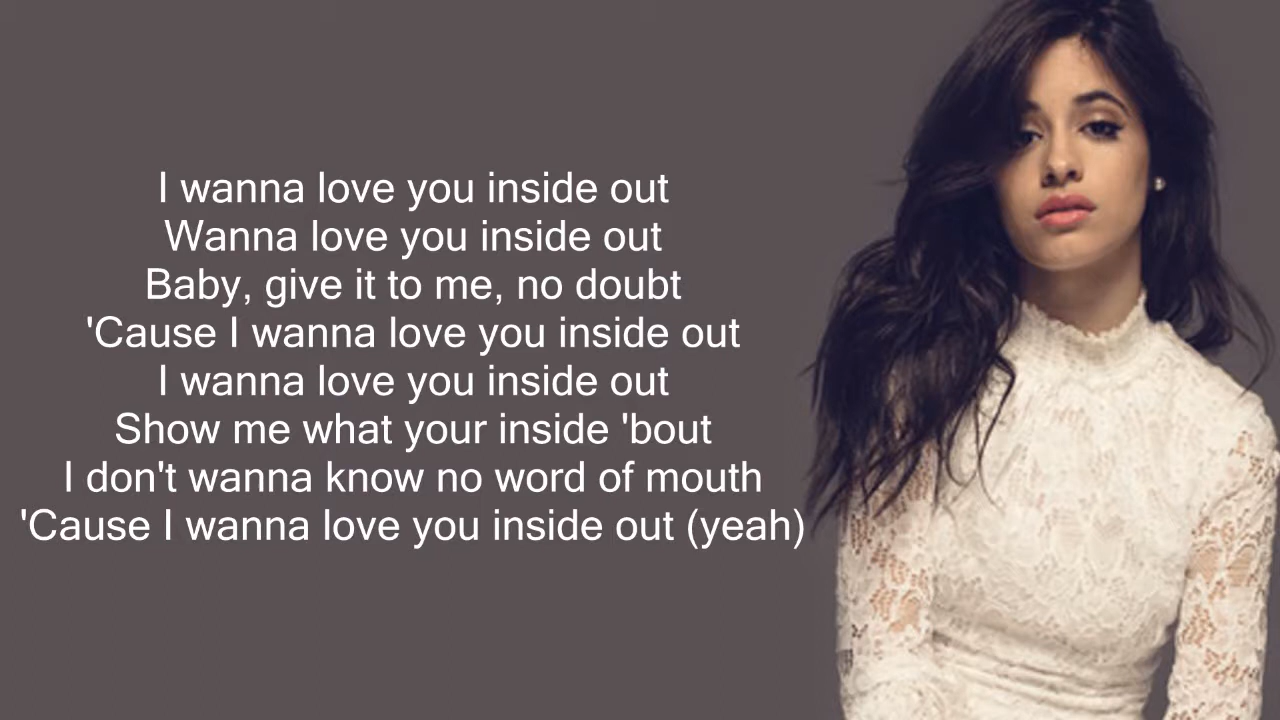 I wanna love you inside out
Wanna love you inside out
Baby, give it to me, no doubt
'Cause I wanna love you inside out
I wanna love you inside out
Show me what your inside 'bout
I don't wanna know no word of mouth
'Cause I wanna love you inside out (yeah)